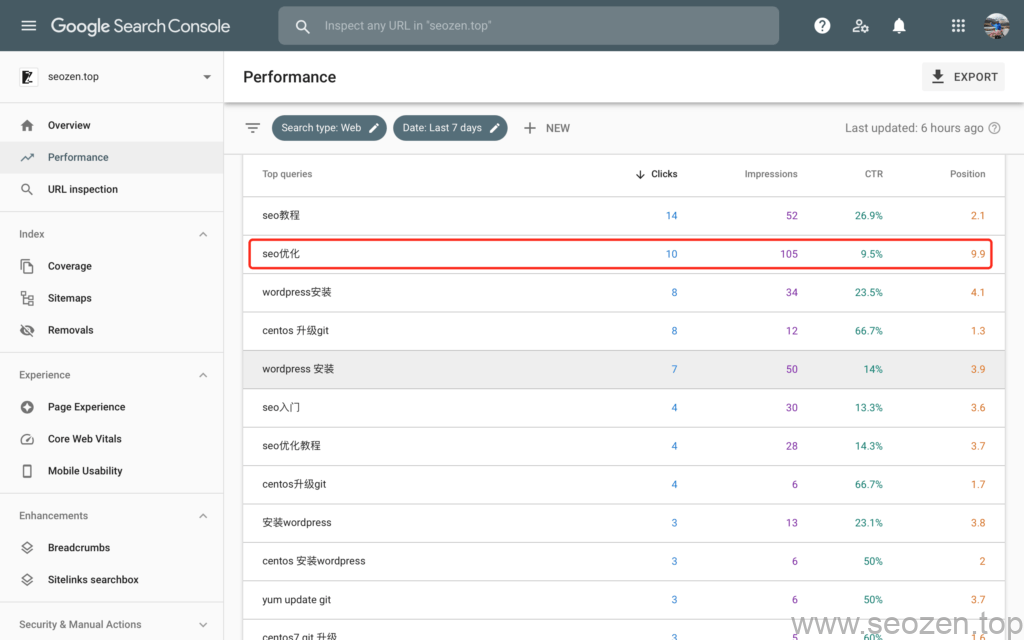 Google Search Console
Inspect any URL in "seozen.top"
seozen.top
Performance
EXPORT
Overview
Performance
URL inspection
Index
Coverage
Sitemaps
Removals
Experience
Page Experience
Core Web Vitals
Mobile Usability
Enhancements
Breadcrumbs
Sitelinks searchbox
Security & Manual Actions
Search type: Web
Date: Last 7 days
NEW
Last updated: 6 hours ago
Top queries Clicks Impressions CTR Position
seo教程 14 52 26.9% 2.1
seo优化 10 105 9.5% 9.9
wordpress安装 8 34 23.5% 4.1
centos 升级git 8 12 66.7% 1.3
wordpress 安装 7 50 14% 3.9
seo入门 4 30 13.3% 3.6
seo优化教程 4 28 14.3% 3.7
centos升级git 4 6 66.7% 1.7
安装wordpress 3 13 23.1% 3.8
centos 安装wordpress 3 6 50% 2
yum update git 3 6 50% 3.7
centos7 git 升级 3 5 60% 1.6
www.seozen.top